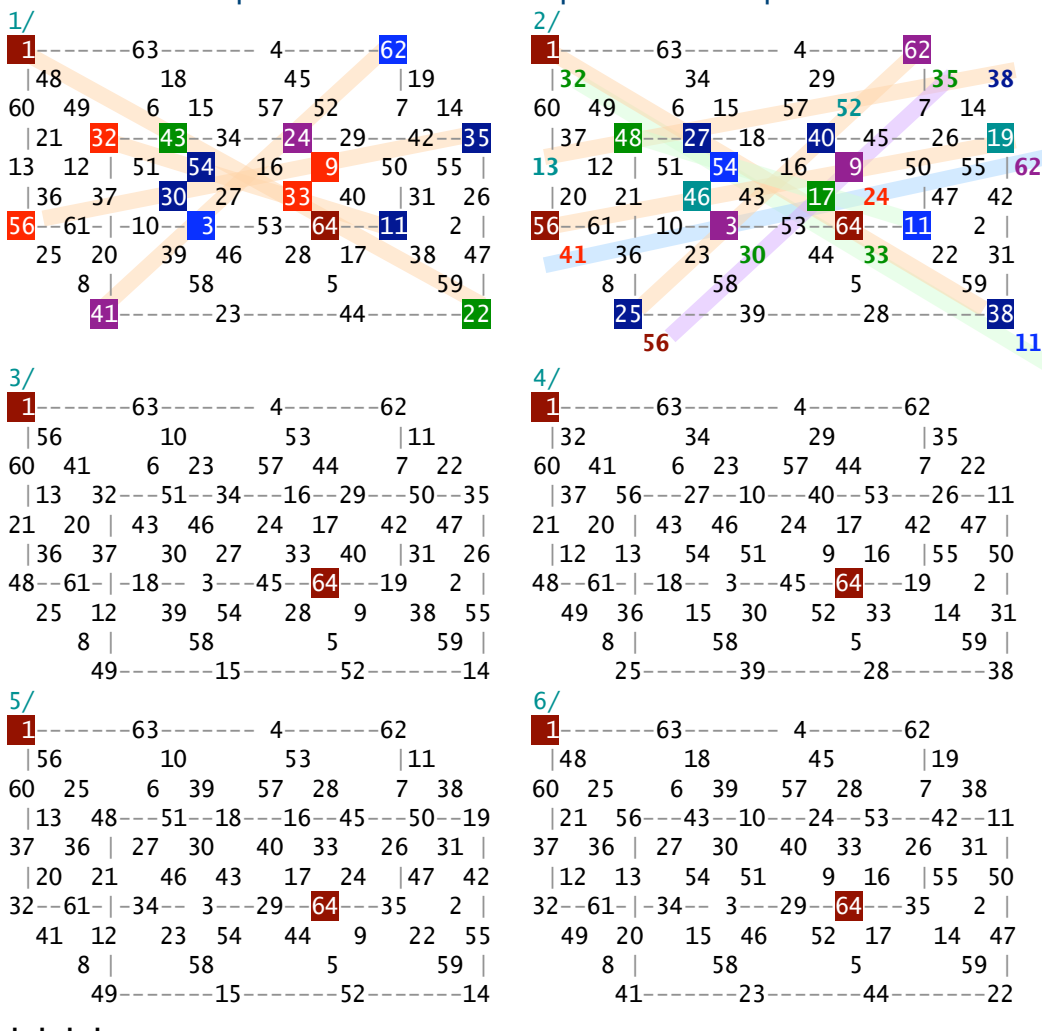 1/ 2/
1------63------- 4-------62 1------63------- 4-------62
|48 18 45 |19 32 34 29 |35 38
60 49 6 15 57 52 7 14 60 49 6 15 57 52 7 14
|21 32---43---34---24---29---42--35 |37 48---27--18---40---45---26--19
13 12 | 51 54 16 9 50 55 | 13 12 51 54 16 9 50 55 | 62
|36 37 30 27 33 40 |31 26 |20 21 46 43 17 24 |47 42
56--61-|-10-- 3---53--64---11 2 | 56--61-| 10-- 3---53--64---11 2 |
25 20 39 46 28 17 38 47 41 36 23 30 44 33 22 31
8 | 58 5 59 | 8 | 58 5 59 |
41-------23-------44-------22 25-------39-------28------38
56 11
3/ 4/
1------63------- 4-------62 1------63------- 4-------62
|56 10 53 |11 |32 34 29 |35
60 41 6 23 57 44 7 22 60 41 6 23 57 44 7 22
|13 32---51--34---16--29---50--35 |37 56---27--10---40--53---26--11
21 20 | 43 46 24 17 42 47 | 21 20 | 43 46 24 17 42 47 |
|36 37 30 27 33 40 |31 26 |12 13 54 51 9 16 |55 50
48--61-|-18-- 3---45--64---19 2 | 48--61-|-18-- 3---45--64---19 2 |
25 12 39 54 28 9 38 55 49 36 15 30 52 33 14 31
8 | 58 5 59 | 8 | 58 5 59 |
49-------15-------52-------14 25-------39-------28------38
5/ 6/
1------63------- 4-------62 1------63------- 4-------62
|56 10 53 |11 |48 18 45 |19
60 25 6 39 57 28 7 38 60 25 6 39 57 28 7 38
|13 48---51--18---16--45---50--19 |21 56---43--10---24--53---42--11
37 36 | 27 30 40 33 26 31 | 37 36 | 27 30 40 33 26 31 |
|20 21 46 43 17 24 |47 42 |12 13 54 51 9 16 |55 50
32--61-|-34-- 3---29--64---35 2 | 32--61-|-34-- 3---29--64---35 2 |
41 12 23 54 44 9 22 55 49 20 15 46 52 17 14 47
8 | 58 5 59 | 8 | 58 5 59 |
49-------15-------52-------14 41-------23-------44-------22
. . . .